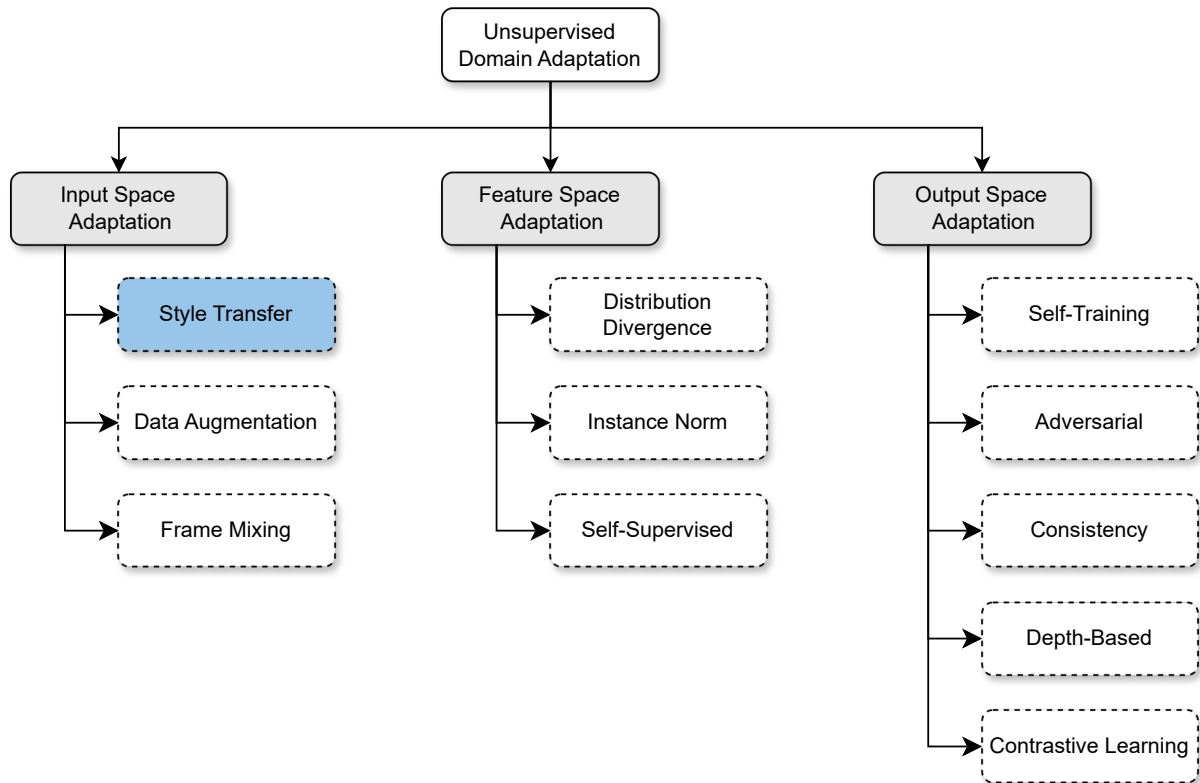 Unsupervised
Domain Adaptation
Input Space
Adaptation
Style Transfer
Data Augmentation
Frame Mixing
Feature Space
Adaptation
Distribution
Divergence
Instance Norm
Self-Supervised
Output Space
Adaptation
Self-Training
Adversarial
Consistency
Depth-Based
Contrastive Learning